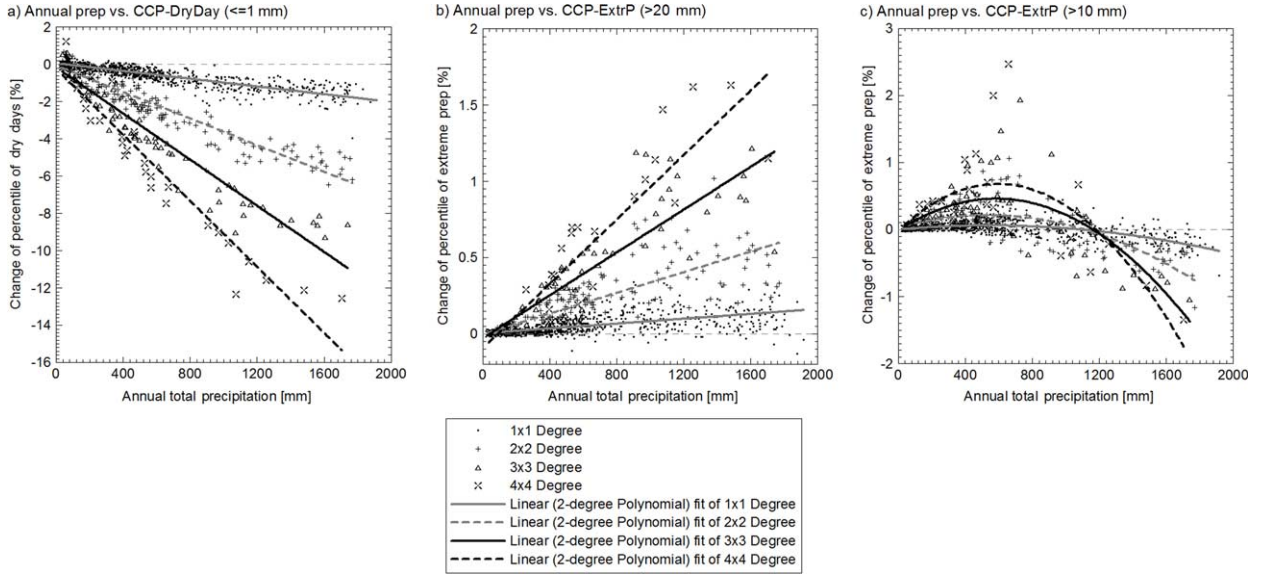 a) Annual prep vs. CCP-DryDay (<=1 mm)
b) Annual prep vs. CCP-ExtrP (>20 mm)
c) Annual prep vs. CCP-ExtrP (>10 mm)
Change of percentile of dry days [%]
2
0
-2
-4
-6
-8
-10
-12
-14
-16
0 400 800 1200 1600 2000
Annual total precipitation [mm]
Change of percentile of extreme prep [%]
2
1.5
1
0.5
0
0 400 800 1200 1600 2000
Annual total precipitation [mm]
Change of percentile of extreme prep [%]
3
2
1
0
-1
-2
0 400 800 1200 1600 2000
Annual total precipitation [mm]
1x1 Degree
2x2 Degree
3x3 Degree
4x4 Degree
Linear (2-degree Polynomial) fit of 1x1 Degree
Linear (2-degree Polynomial) fit of 2x2 Degree
Linear (2-degree Polynomial) fit of 3x3 Degree
Linear (2-degree Polynomial) fit of 4x4 Degree